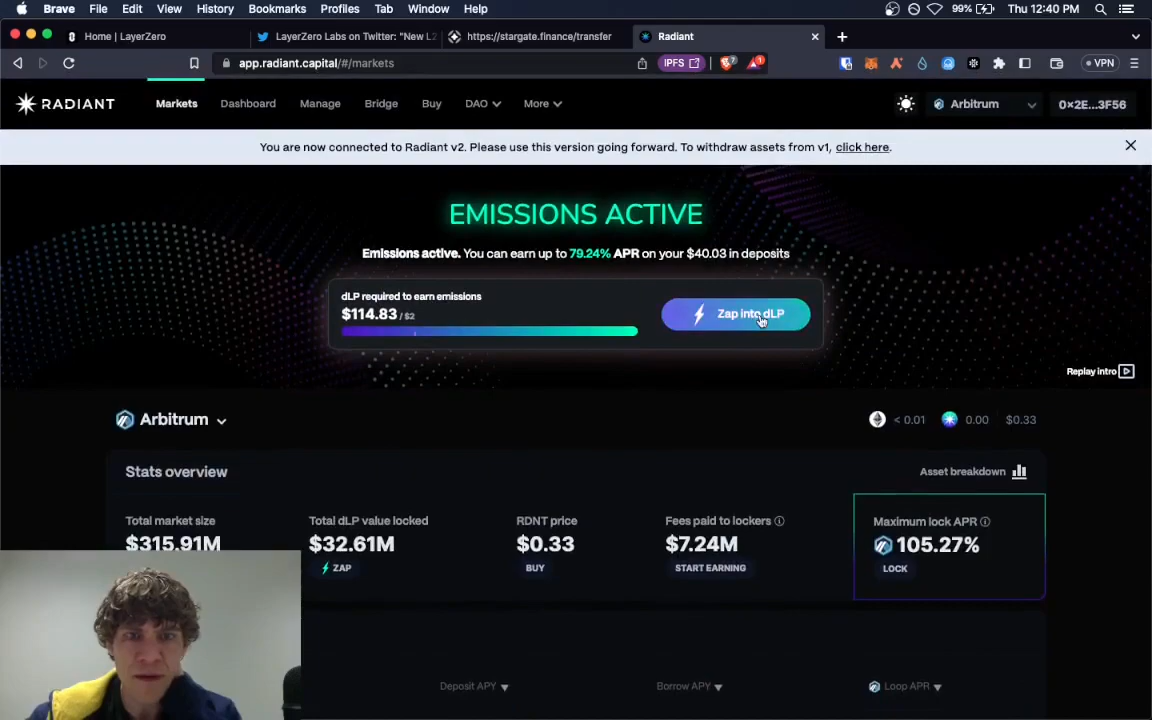 Brave File Edit View History Bookmarks Profiles Tab Window Help 99% Thu 12:40 PM
Home | LayerZero LayerZero Labs on Twitter: "New L2 https://stargate.finance/transfer Radiant
app.radiant.capital/#/markets IPFS 7 1 VPN
RADIANT Markets Dashboard Manage Bridge Buy DAO More Arbitrum 0×2E...3F56
You are now connected to Radiant v2. Please use this version going forward. To withdraw assets from v1, click here.
EMISSIONS ACTIVE
Emissions active. You can earn up to 79.24% APR on your $40.03 in deposits
dLP required to earn emissions
$114.83 / $2
Zap into dLP
Replay intro
Arbitrum < 0.01 0.00 $0.33
Stats overview Asset breakdown
Total market size Total dLP value locked RDNT price Fees paid to lockers Maximum lock APR
$315.91M $32.61M $0.33 $7.24M 105.27%
ZAP BUY START EARNING LOCK
Deposit APY Borrow APY Loop APR